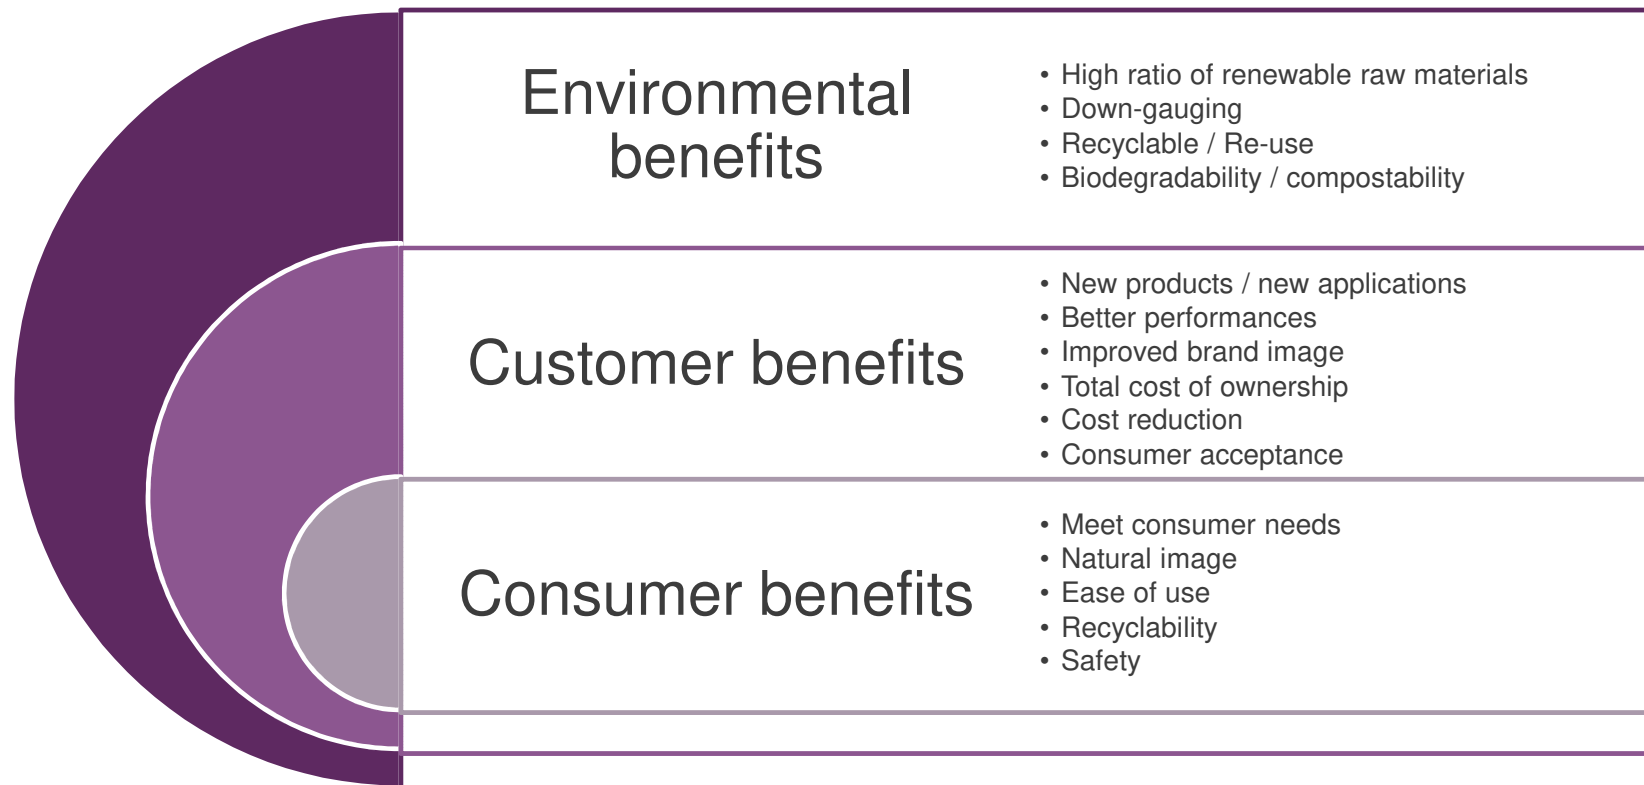 Environmental
benefits
• High ratio of renewable raw materials
• Down-gauging
• Recyclable / Re-use
• Biodegradability / compostability
Customer benefits
• New products / new applications
• Better performances
• Improved brand image
• Total cost of ownership
• Cost reduction
• Consumer acceptance
Consumer benefits
• Meet consumer needs
• Natural image
• Ease of use
• Recyclability
• Safety